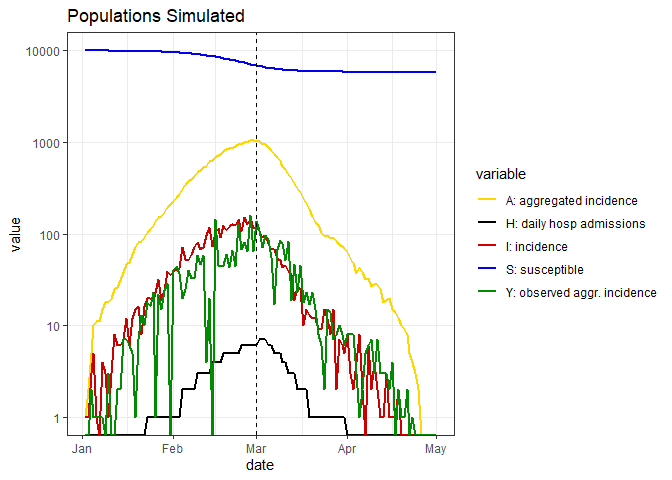 Populations Simulated
value
10000
1000
100
10
1
Jan Feb Mar Apr May
date
variable
A: aggregated incidence
H: daily hosp admissions
I: incidence
S: susceptible
Y: observed aggr. incidence